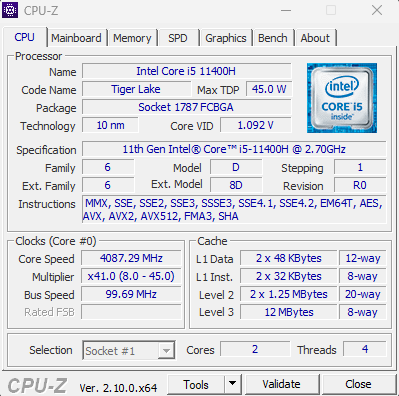 CPU-Z
CPU Mainboard Memory SPD Graphics Bench About
Processor
Name Intel Core i5 11400H
Code Name Tiger Lake Max TDP 45.0 W
Package Socket 1787 FCBGA
Technology 10 nm Core VID 1.092 V
intel
CORE i5
inside™
Specification 11th Gen Intel® Core™ i5-11400H @ 2.70GHz
Family 6 Model D Stepping 1
Ext. Family 6 Ext. Model 8D Revision R0
Instructions MMX, SSE, SSE2, SSE3, SSSE3, SSE4.1, SSE4.2, EM64T, AES,
AVX, AVX2, AVX512, FMA3, SHA
Clocks (Core #0)
Core Speed 4087.29 MHz
Multiplier x41.0 (8.0 - 45.0)
Bus Speed 99.69 MHz
Rated FSB
Cache
L1 Data 2 x 48 KBytes 12-way
L1 Inst. 2 x 32 KBytes 8-way
Level 2 2 x 1.25 MBytes 20-way
Level 3 12 MBytes 8-way
Selection Socket #1 Cores 2 Threads 4
CPU-Z Ver. 2.10.0.x64 Tools Validate Close